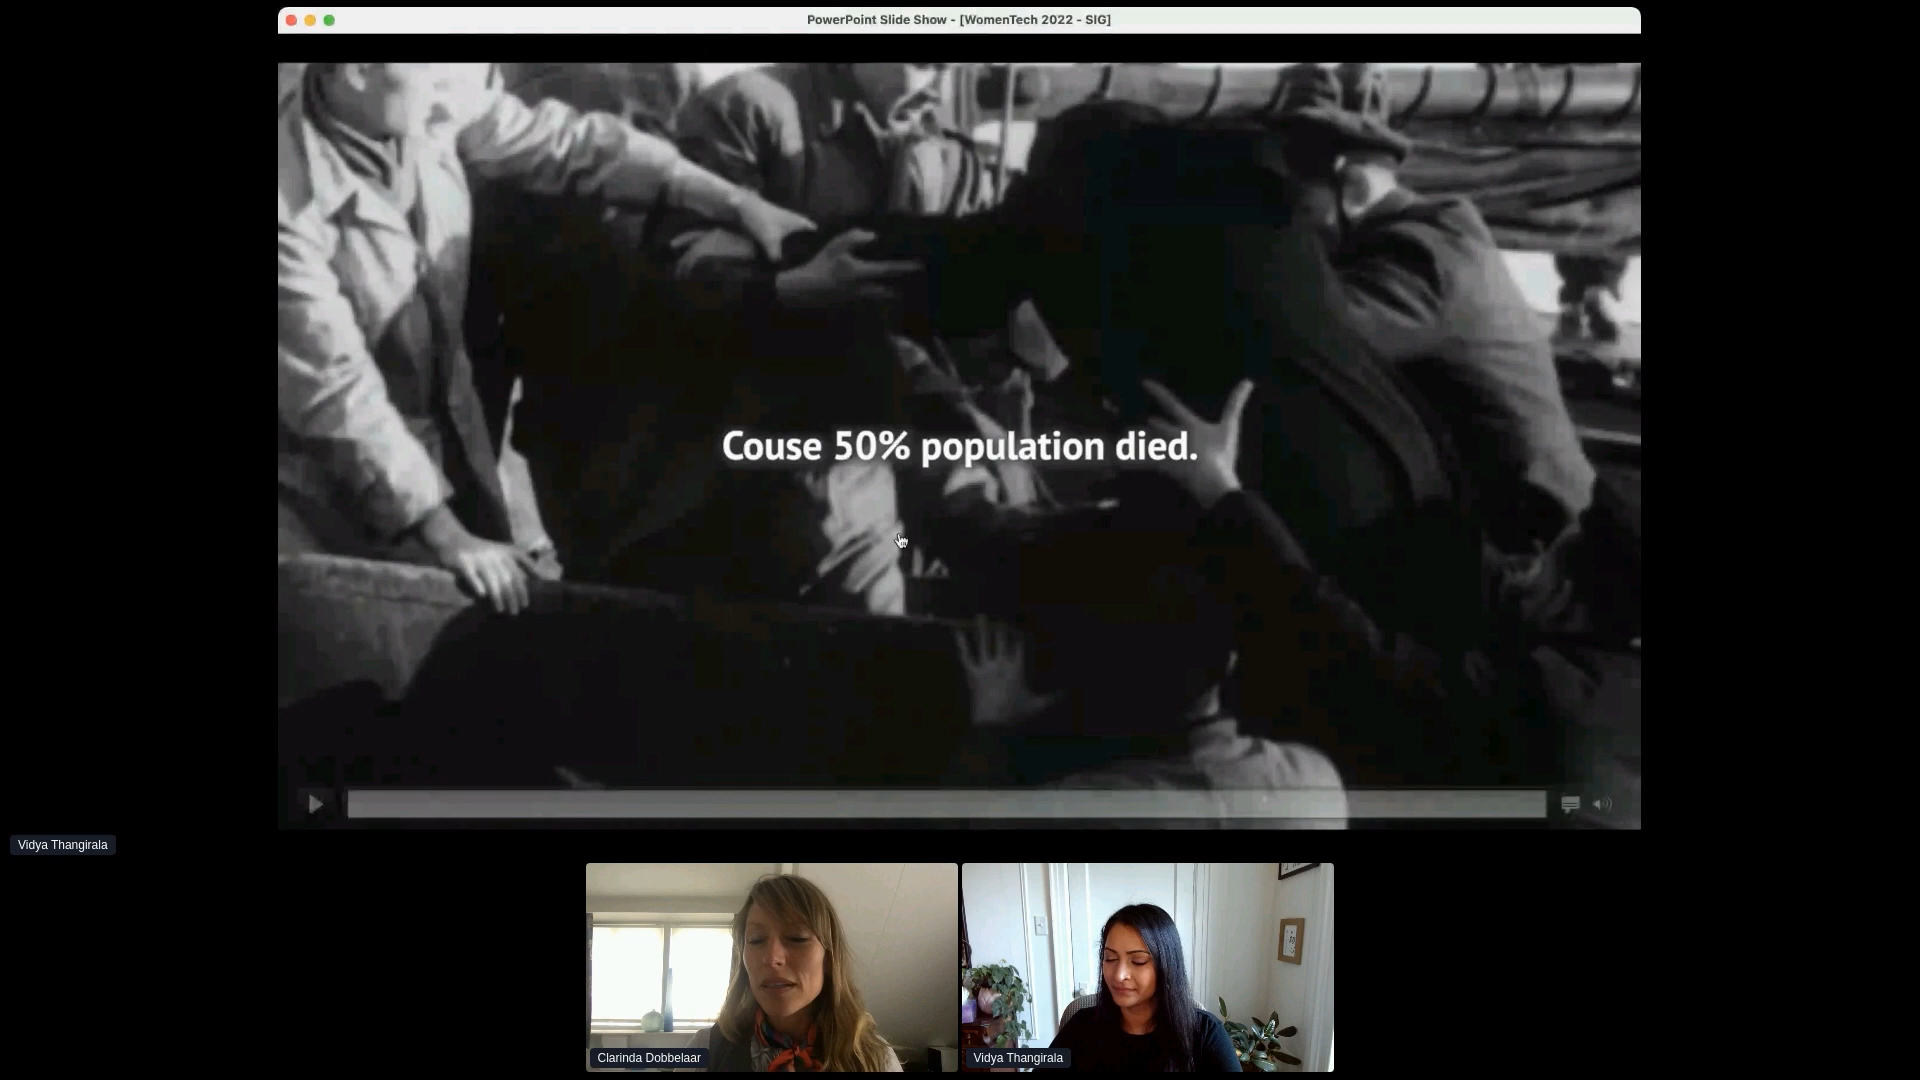 PowerPoint Slide Show - [WomenTech 2022 - SIG]
Couse 50% population died.
Vidya Thangirala
Clarinda Dobbelaar
Vidya Thangirala